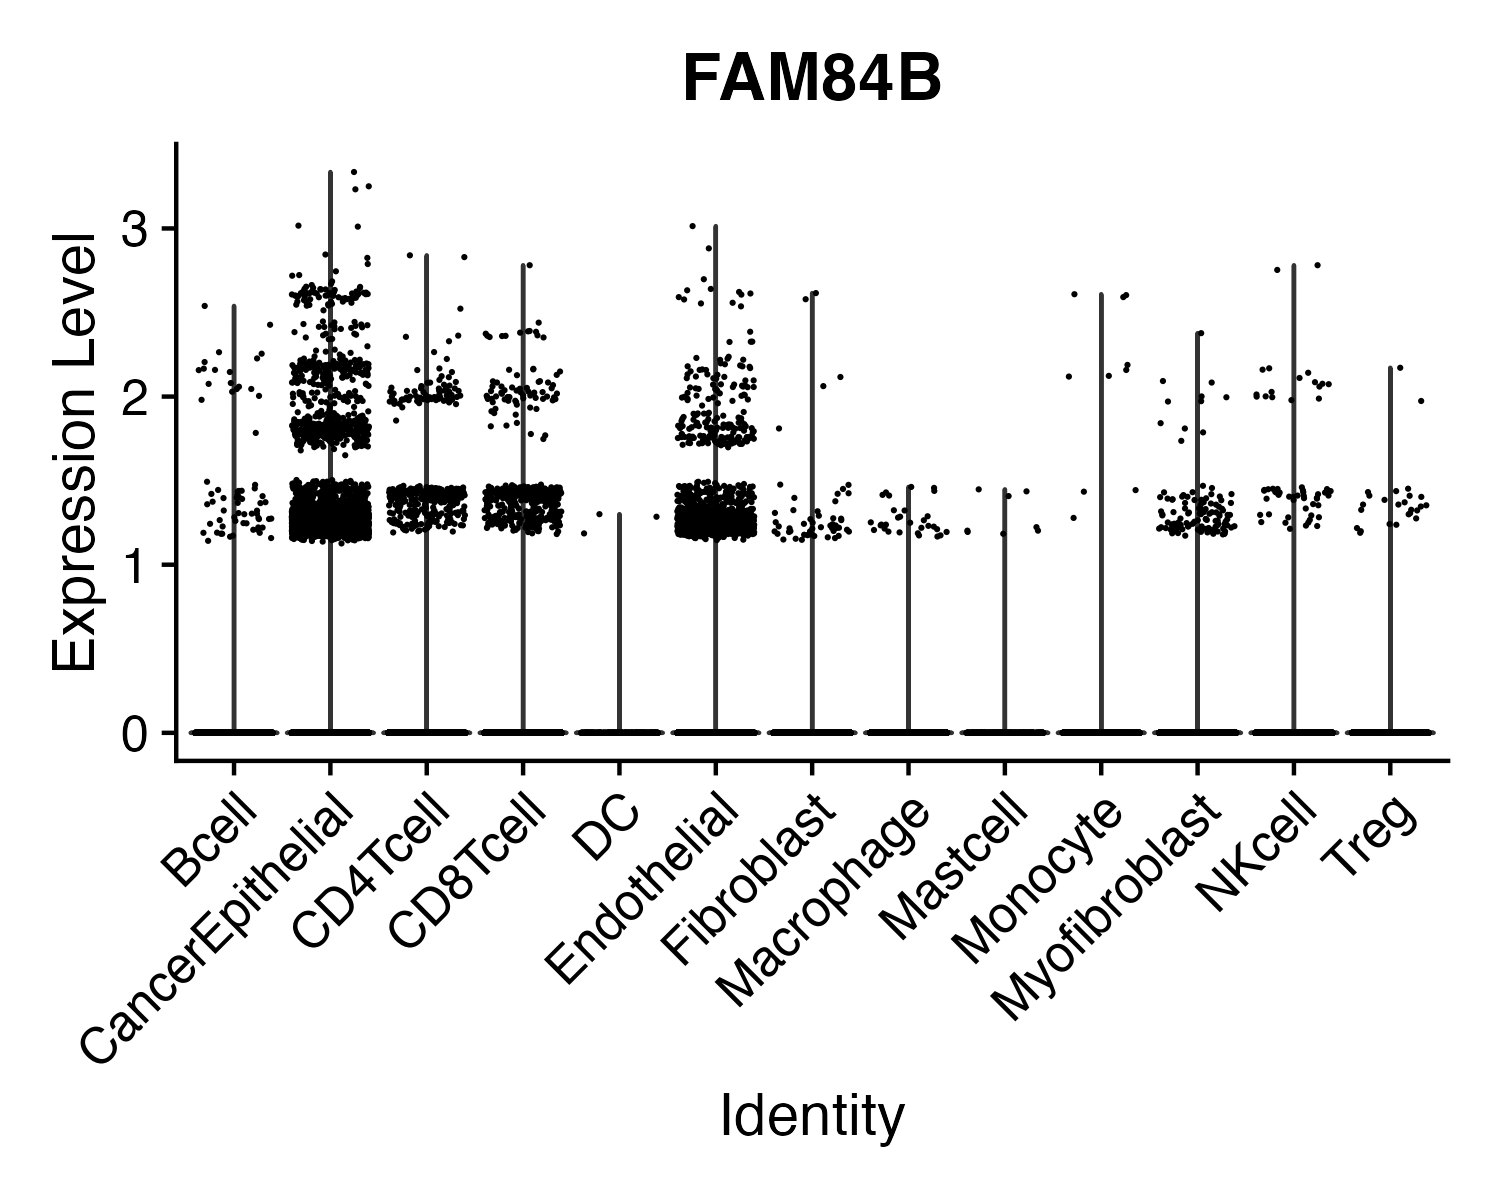 FAM84B
Expression Level
3
2
1
0
Bcell
CancerEpithelial
CD4Tcell
CD8Tcell
DC
Endothelial
Fibroblast
Macrophage
Mastcell
Monocyte
Myofibroblast
NKcell
Treg
Identity